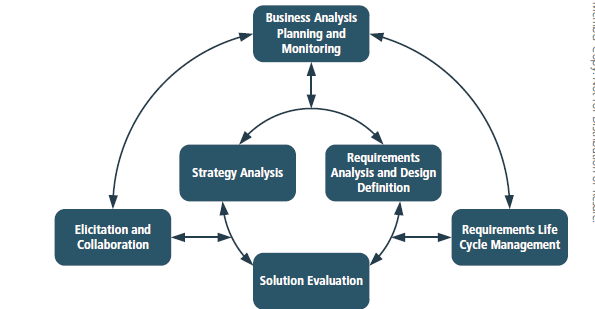 Business Analysis
Planning and
Monitoring
Strategy Analysis
Requirements
Analysis and Design
Definition
Elicitation and
Collaboration
Requirements Life
Cycle Management
Solution Evaluation